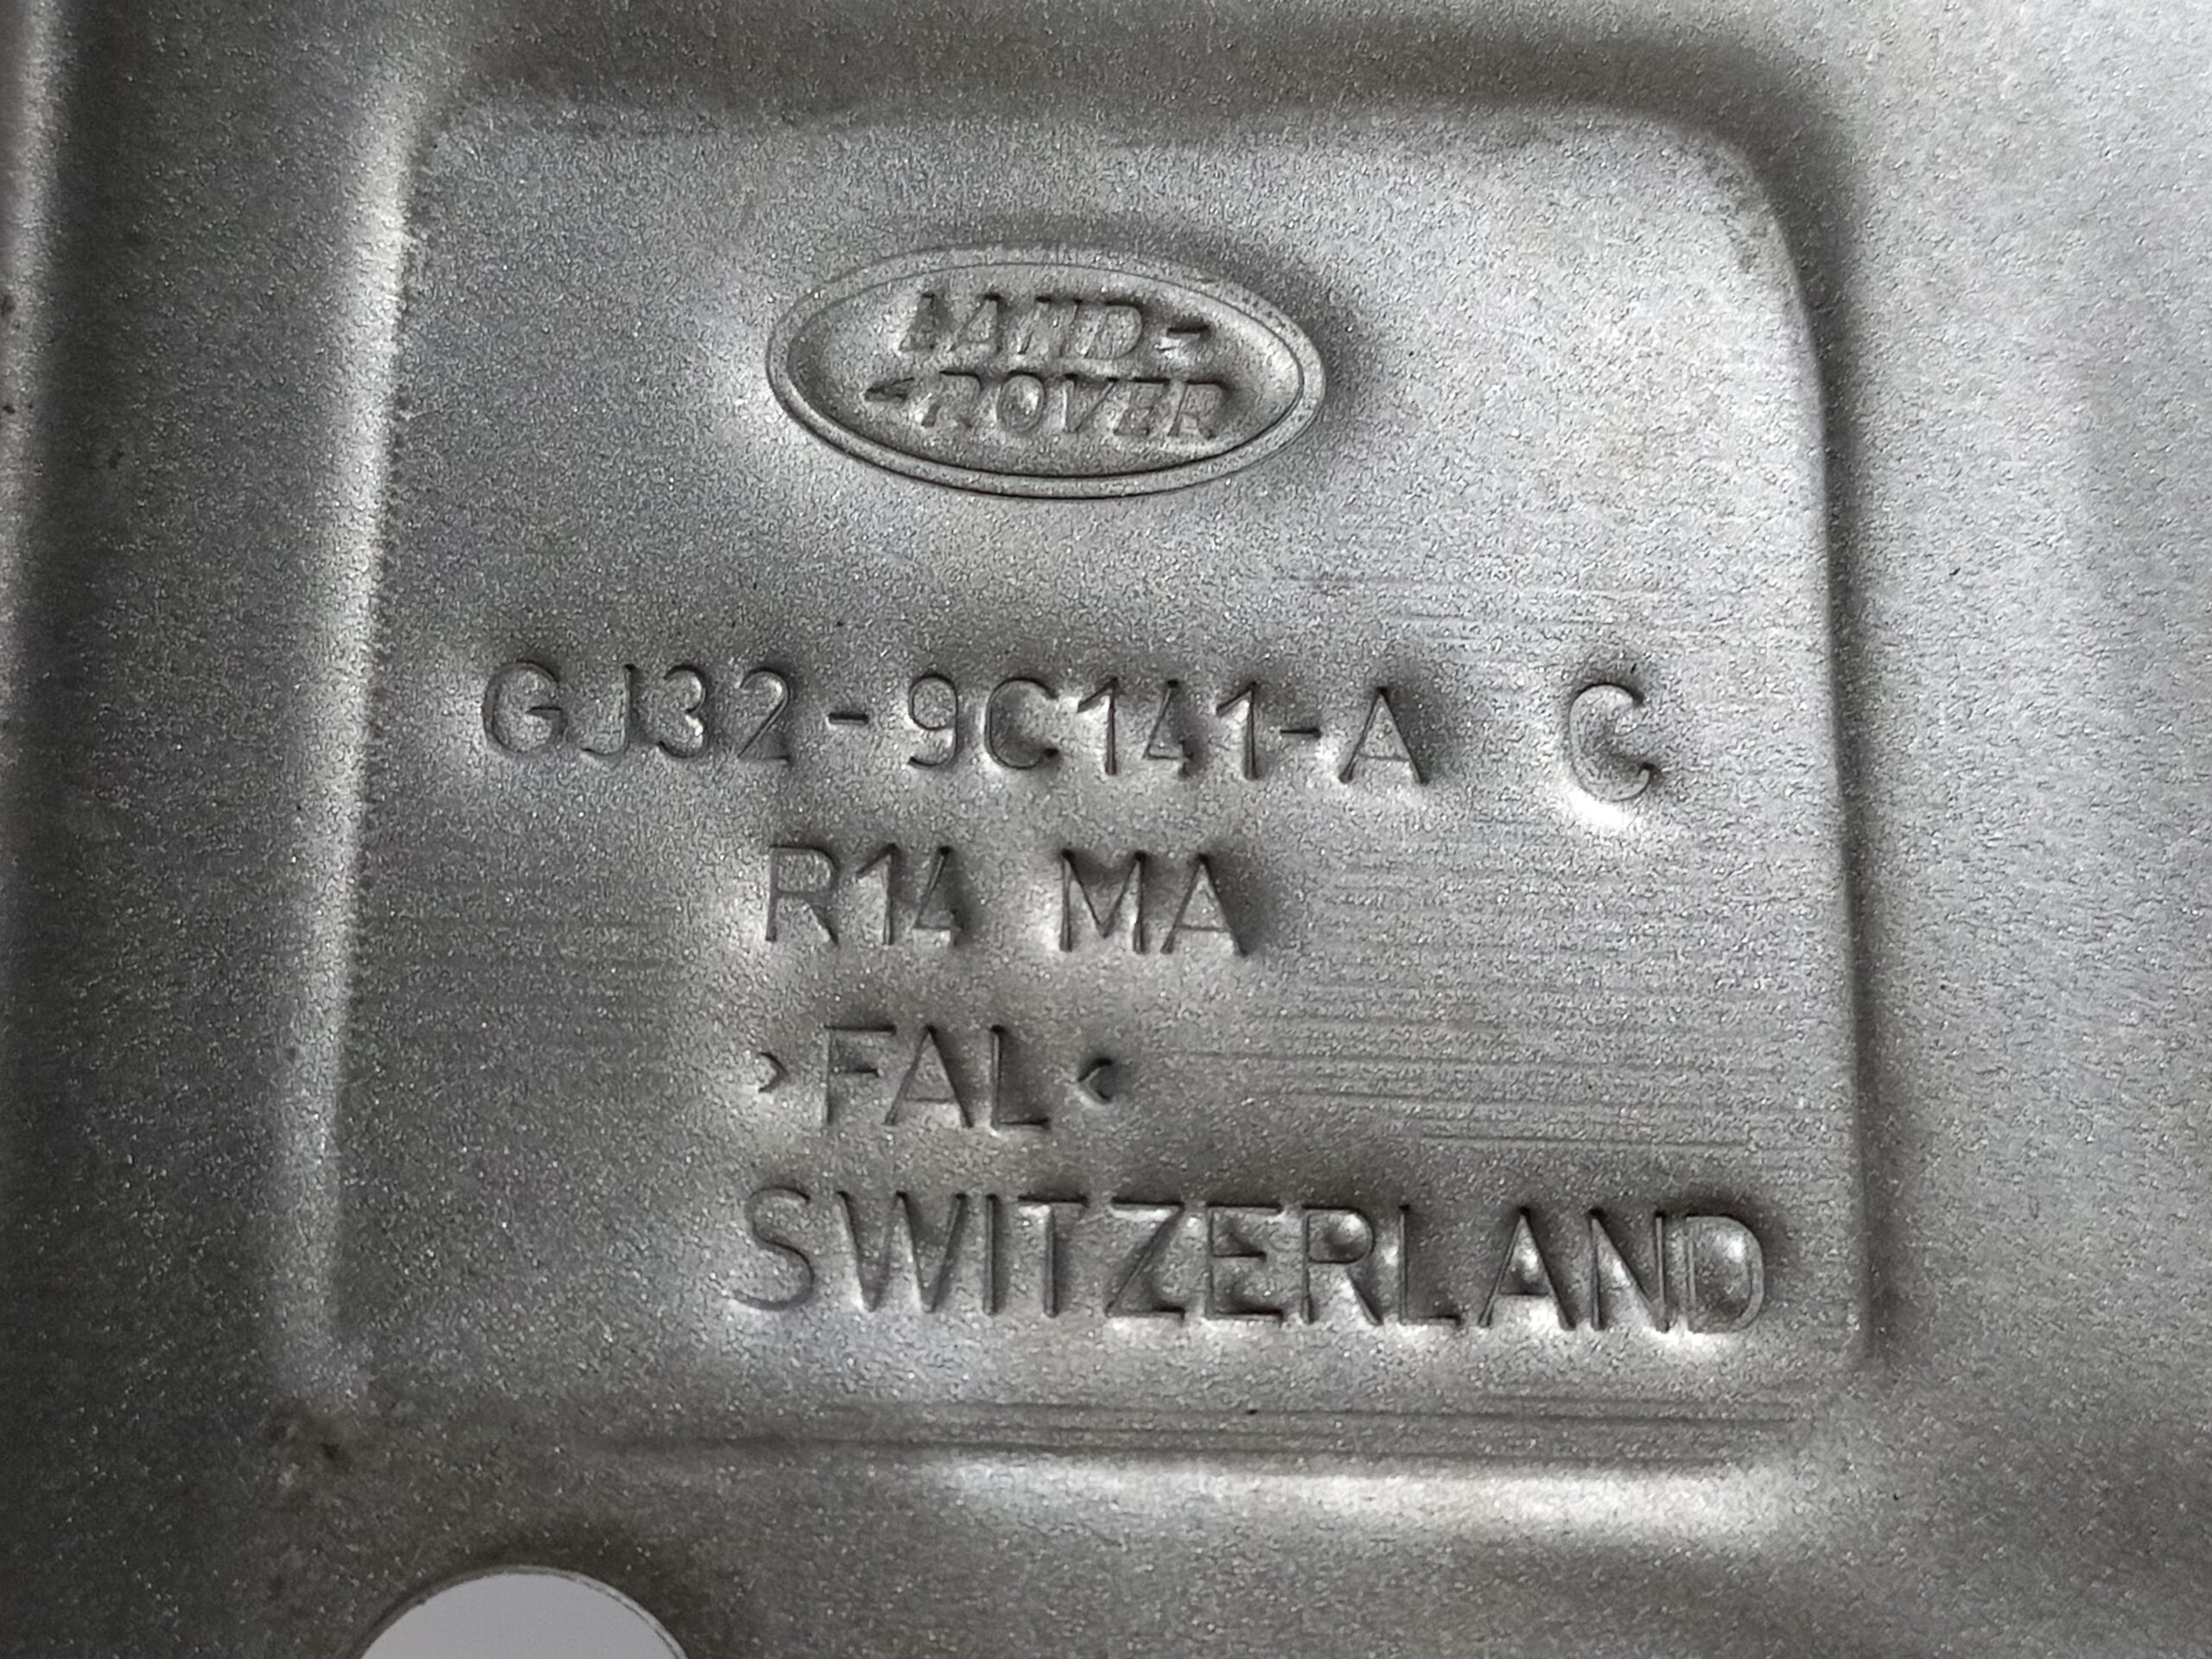 LAND-
-ROVER
GJ32-9C141-A C
R14 MA
>FAL<
SWITZERLAND